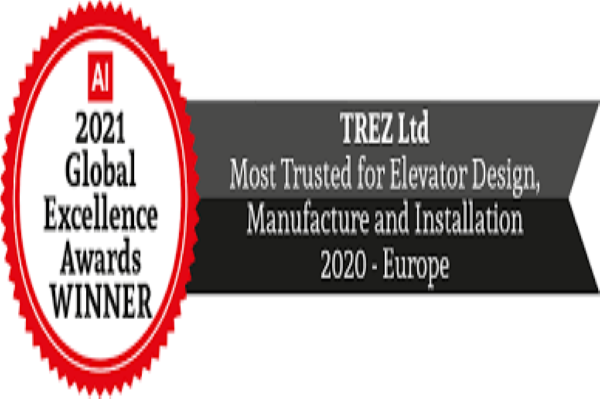 AI
2021
Global
Excellence
Awards
WINNER
TREZ Ltd
Most Trusted for Elevator Design,
Manufacture and Installation
2020 - Europe